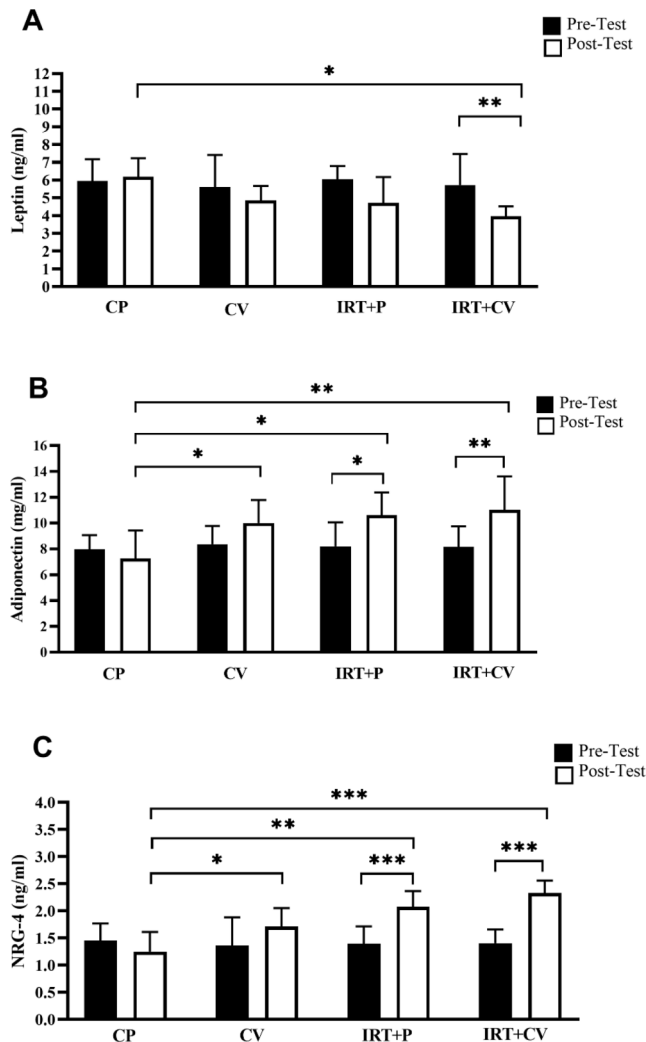 A
Pre-Test
Post-Test
*
**
12
11
10
9
8
7
6
5
4
3
2
1
0
Leptin (ng/ml)
CP CV IRT+P IRT+CV
B
Pre-Test
Post-Test
**
*
*
*
**
16
14
12
10
8
6
4
2
0
Adiponectin (mg/ml)
CP CV IRT+P IRT+CV
C
Pre-Test
Post-Test
***
**
*
***
***
4.0
3.5
3.0
2.5
2.0
1.5
1.0
0.5
0.0
NRG-4 (ng/ml)
CP CV IRT+P IRT+CV